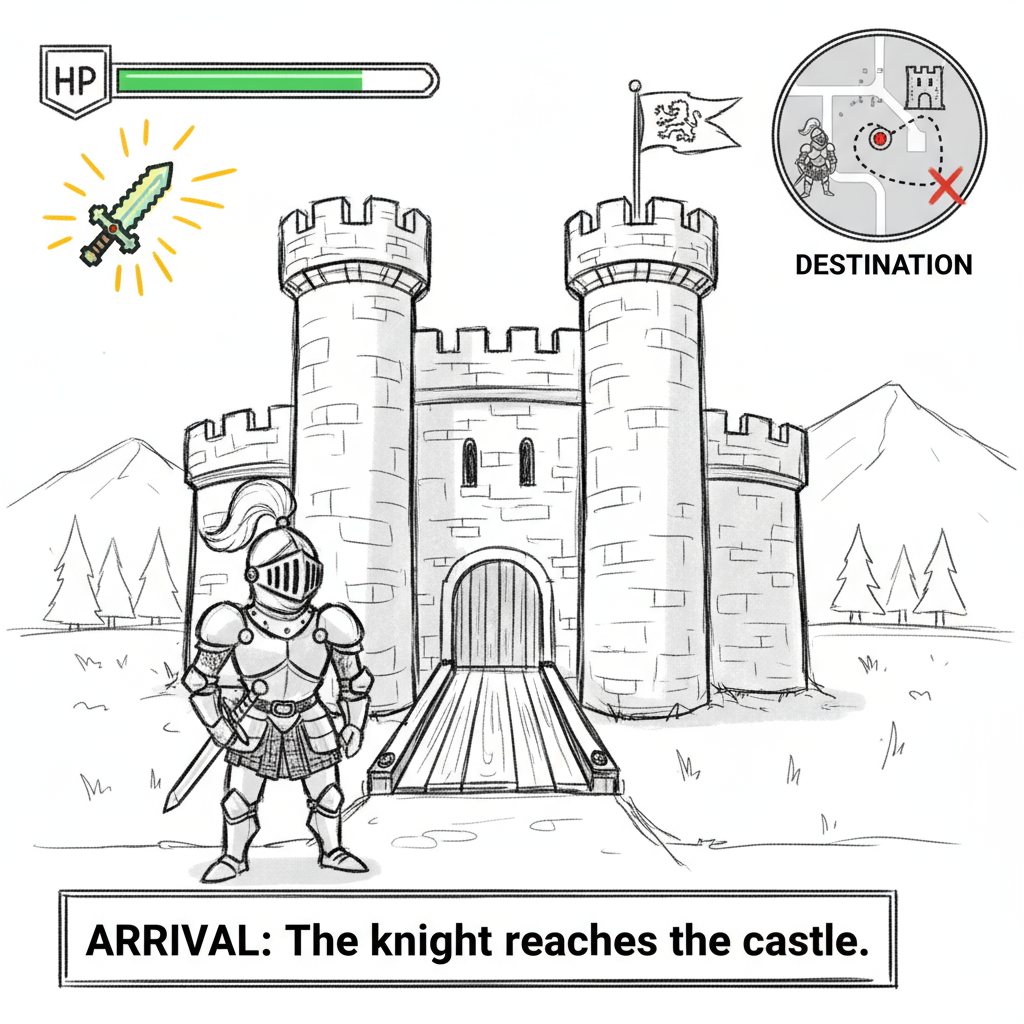 HP
DESTINATION
ARRIVAL: The knight reaches the castle.